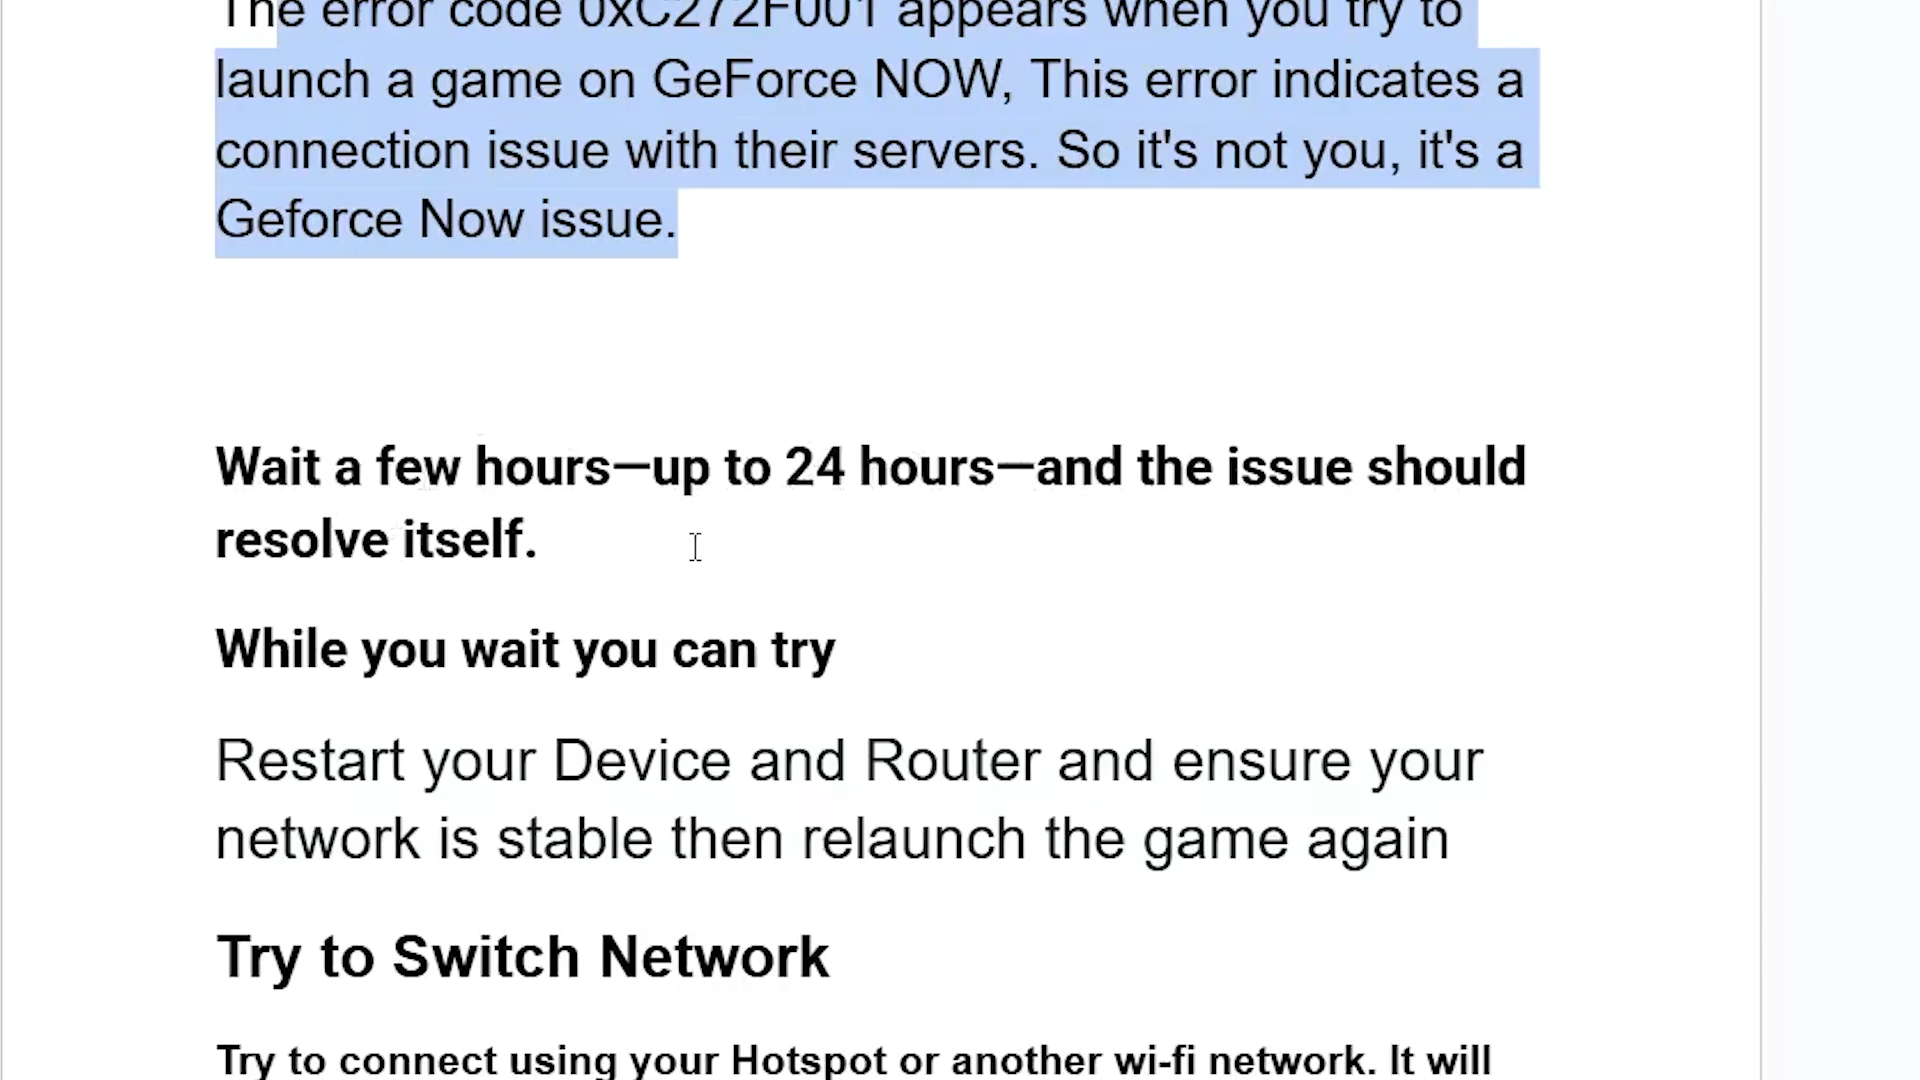 The error code 0xC272F001 appears when you try to
launch a game on GeForce NOW, This error indicates a
connection issue with their servers. So it's not you, it's a
Geforce Now issue.
Wait a few hours—up to 24 hours—and the issue should
resolve itself.
While you wait you can try
Restart your Device and Router and ensure your
network is stable then relaunch the game again
Try to Switch Network
Try to connect using your Hotspot or another wi-fi network. It will